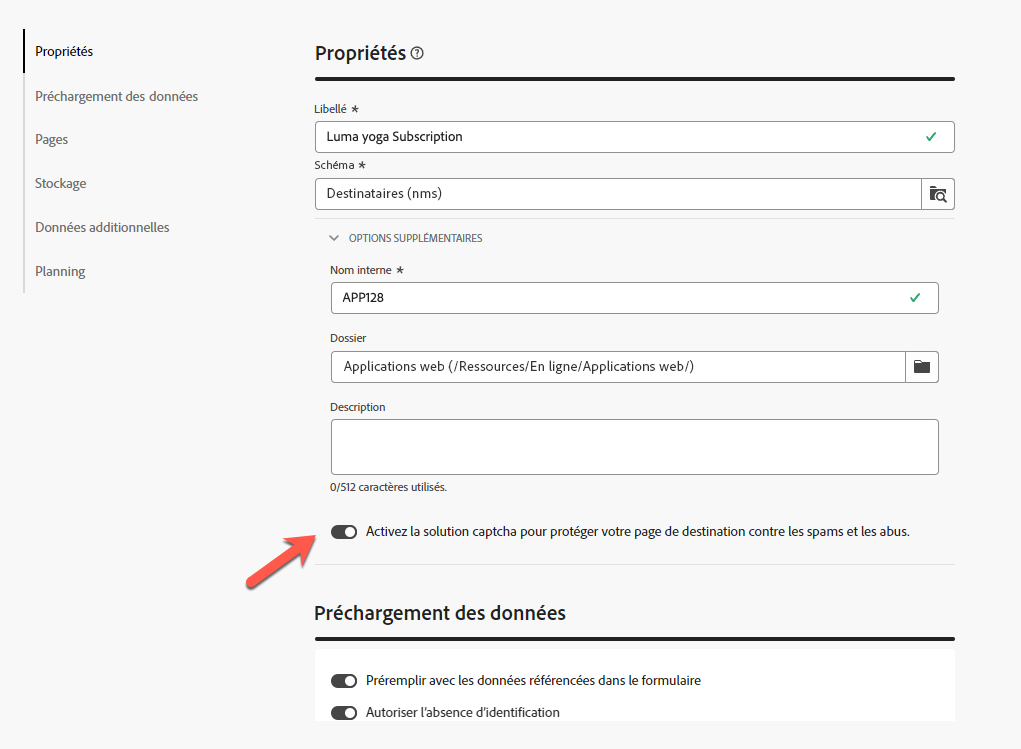 Propriétés
Préchargement des données
Pages
Stockage
Données additionnelles
Planning
Propriétés
Libellé *
Luma yoga Subscription
Schéma *
Destinataires (nms)
OPTIONS SUPPLÉMENTAIRES
Nom interne *
APP128
Dossier
Applications web (/Ressources/En ligne/Applications web/)
Description
0/512 caractères utilisés.
Activez la solution captcha pour protéger votre page de destination contre les spams et les abus.
Préchargement des données
Préremplir avec les données référencées dans le formulaire
Autoriser l'absence d'identification